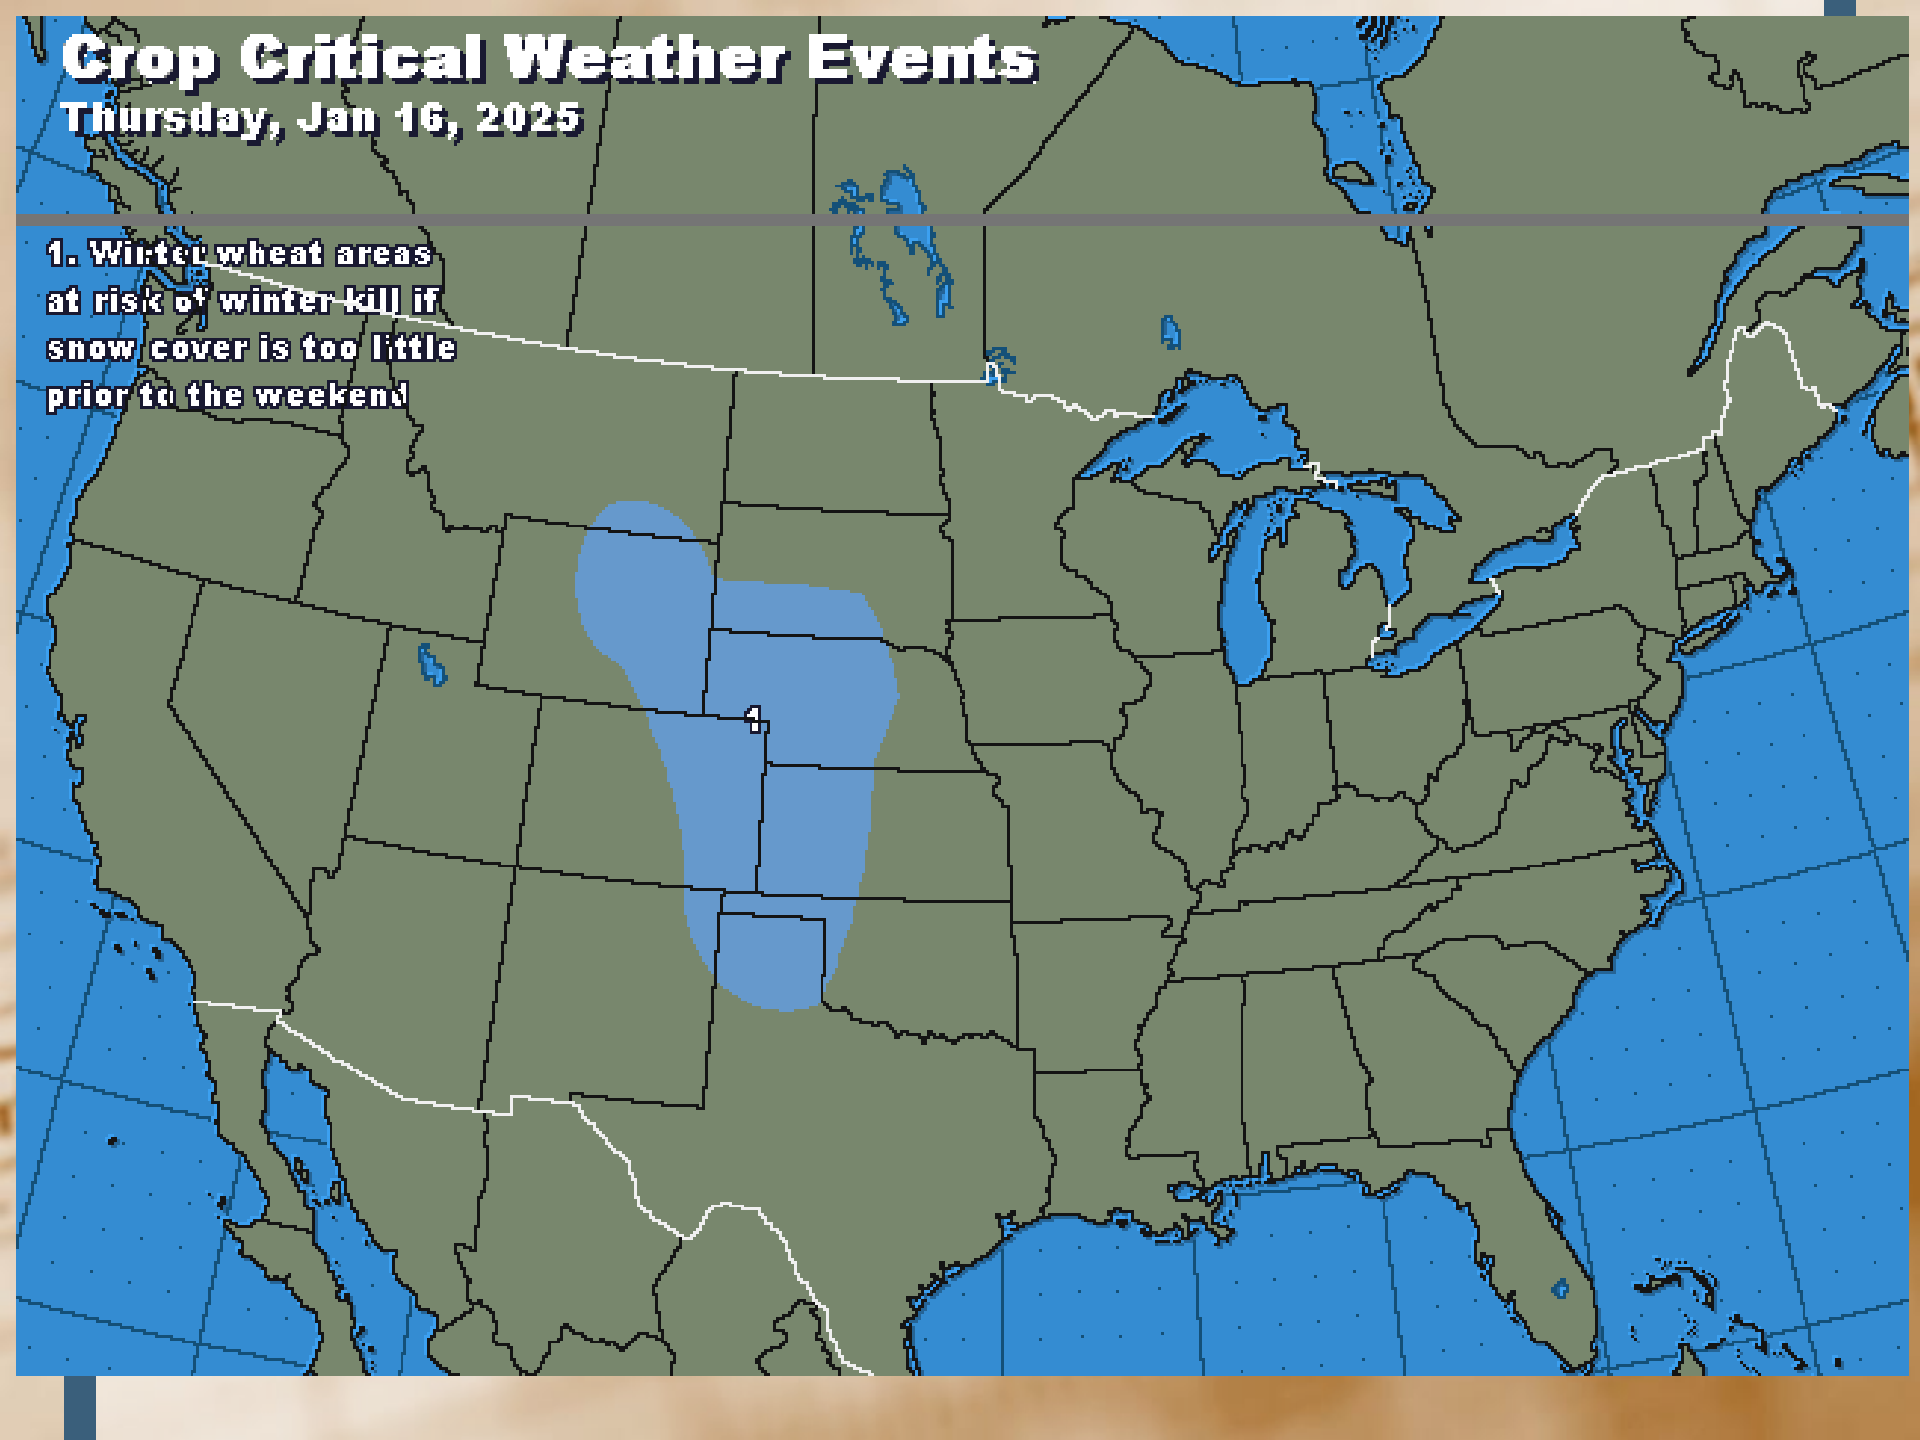 Crop Critical Weather Events
Thursday, Jan 16, 2025
1. Winter wheat areas
at risk of winter kill if
snow cover is too little
prior to the weekend
1